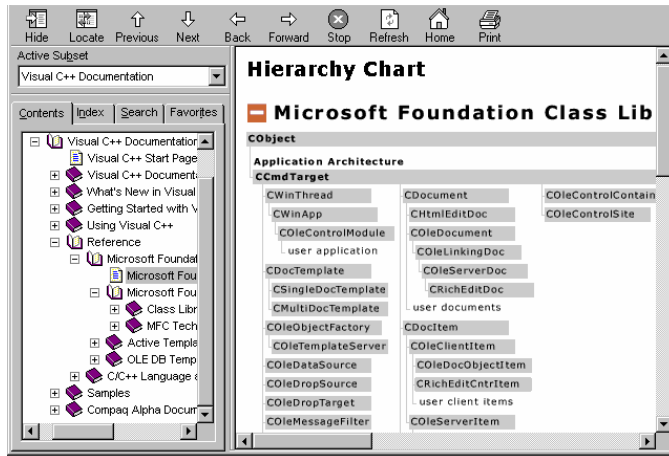 Hide Locate Previous Next Back Forward Stop Refresh Home Print
Active Subset
Visual C++ Documentation
Contents Index Search Favorites
Visual C++ Documentation
Visual C++ Start Page
Visual C++ Document
What's New in Visual
Getting Started with V
Using Visual C++
Reference
Microsoft Foundat
Microsoft Fou
Microsoft Fou
Class Libr
MFC Tech
Active Templa
OLE DB Temp
C/C++ Language a
Samples
Compaq Alpha Docum
Hierarchy Chart
Microsoft Foundation Class Lib
CObject
Application Architecture
CCmdTarget
CWinThread
CWinApp
COleControlModule
user application
CDocTemplate
CSingleDocTemplate
CMultiDocTemplate
COleObjectFactory
COleTemplateServer
COleDataSource
COleDropSource
COleDropTarget
COleMessageFilter
CDocument
CHtmlEditDoc
COleDocument
COleLinkingDoc
COleServerDoc
CRichEditDoc
user documents
CDocItem
COleClientItem
COleDocObjectItem
CRichEditCntrItem
user client items
COleServerItem
COleControlContain
COleControlSite